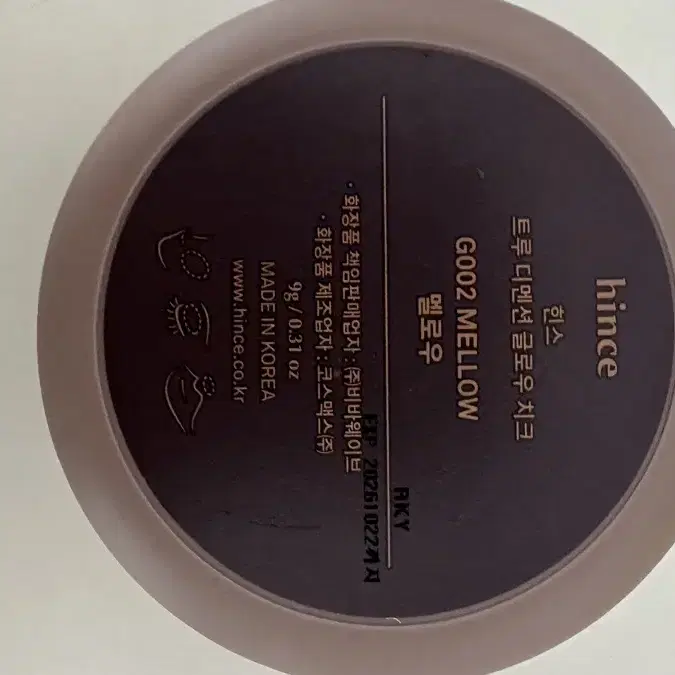 hince
힌스
트루 디멘션 글로우 치크
G002 MELLOW
멜로우
AKY
EXP 20261022까지
· 화장품 책임판매업자 : (주)비바웨이브
· 화장품 제조업자 : 코스맥스(주)
9g / 0.31 oz
MADE IN KOREA
www.hince.co.kr